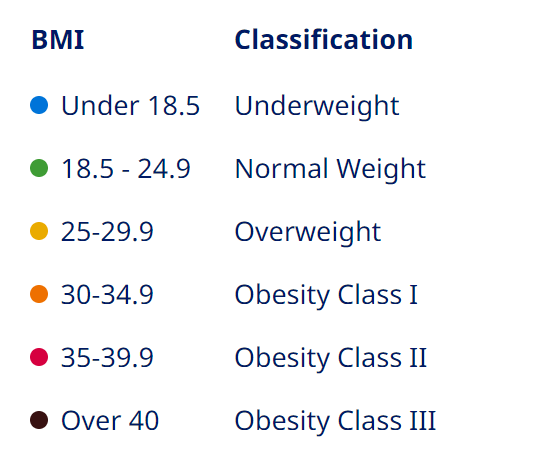 BMI Classification
Under 18.5 Underweight
18.5 - 24.9 Normal Weight
25-29.9 Overweight
30-34.9 Obesity Class I
35-39.9 Obesity Class II
Over 40 Obesity Class III